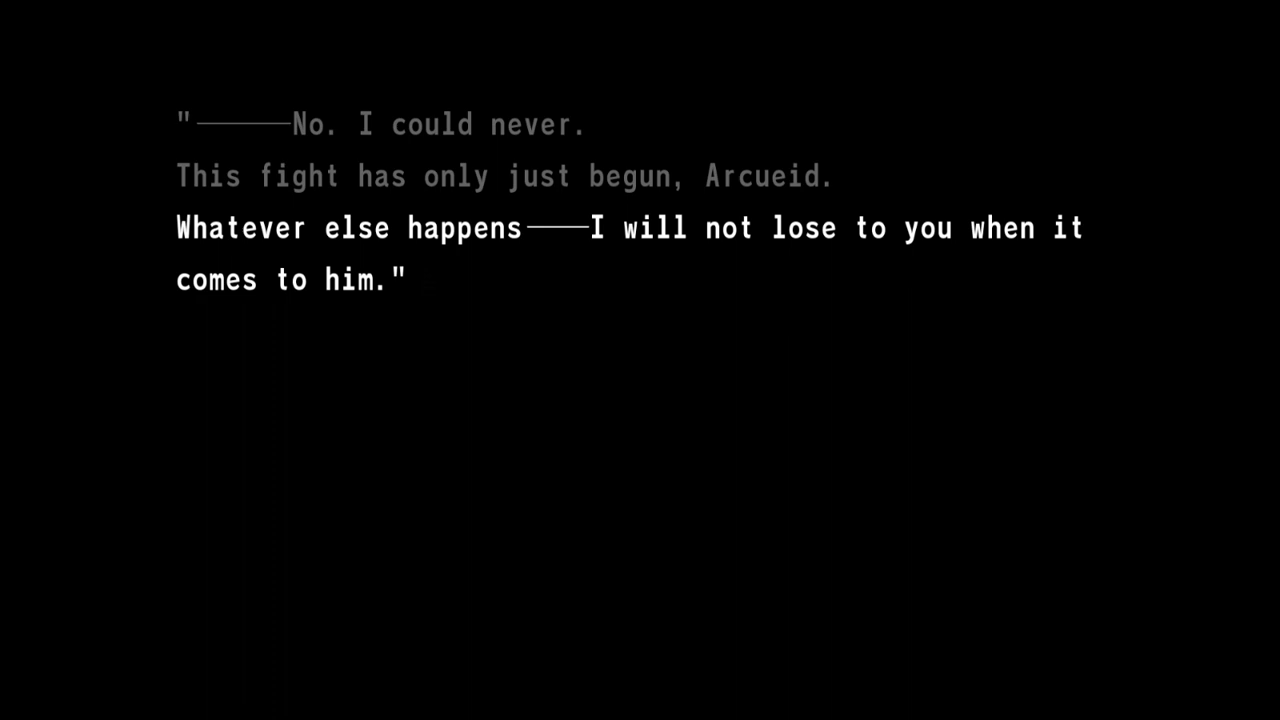 "———No. I could never.
This fight has only just begun, Arcueid.
Whatever else happens——I will not lose to you when it
comes to him."